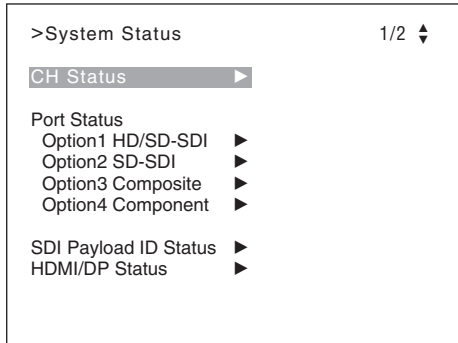 >System Status 1/2 ▲▼
CH Status ▶
Port Status
Option1 HD/SD-SDI ▶
Option2 SD-SDI ▶
Option3 Composite ▶
Option4 Component ▶
SDI Payload ID Status ▶
HDMI/DP Status ▶